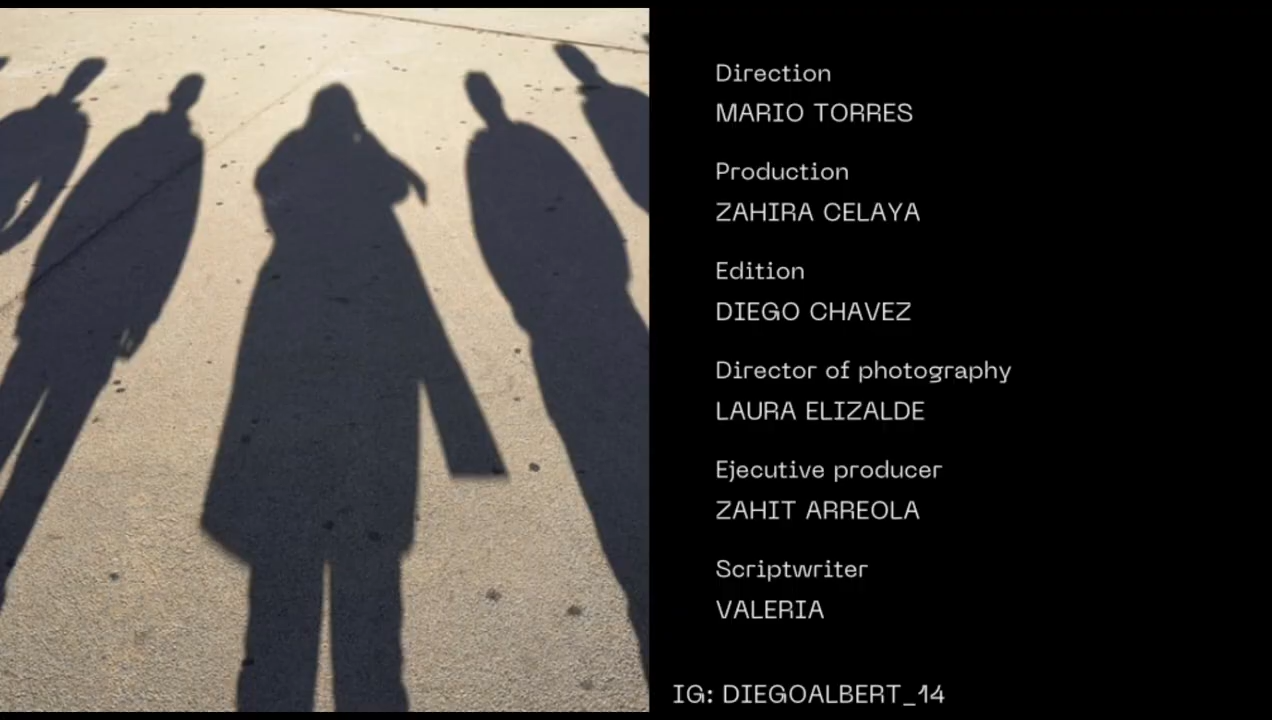 Direction
MARIO TORRES
Production
ZAHIRA CELAYA
Edition
DIEGO CHAVEZ
Director of photography
LAURA ELIZALDE
Ejecutive producer
ZAHIT ARREOLA
Scriptwriter
VALERIA
IG: DIEGOALBERT_14